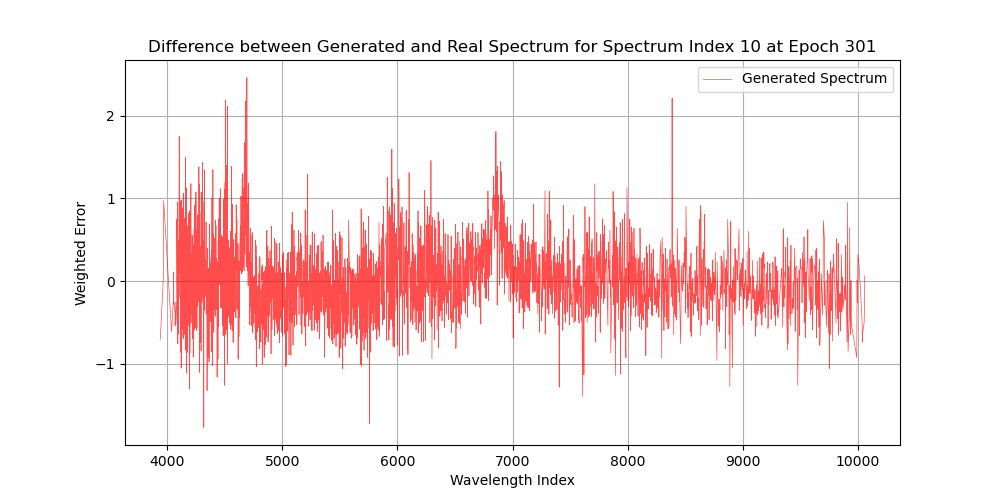 Difference between Generated and Real Spectrum for Spectrum Index 10 at Epoch 301
Generated Spectrum
2
1
0
−1
Weighted Error
4000 5000 6000 7000 8000 9000 10000
Wavelength Index